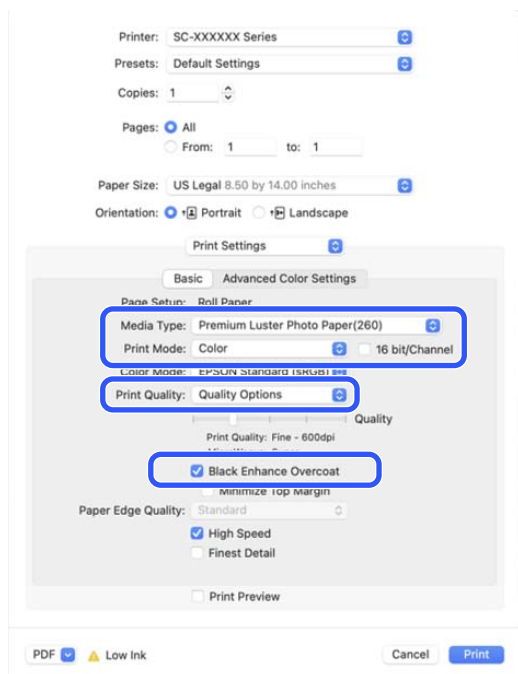 Printer: SC-XXXXXX Series
Presets: Default Settings
Copies: 1
Pages: All
From: 1 to: 1
Paper Size: US Legal 8.50 by 14.00 inches
Orientation: Portrait Landscape
Print Settings
Basic Advanced Color Settings
Page Setup: Roll Paper
Media Type: Premium Luster Photo Paper(260)
Print Mode: Color 16 bit/Channel
Color Mode: EPSON Standard (sRGB)
Print Quality: Quality Options
Quality
Print Quality: Fine - 600dpi
Black Enhance Overcoat
Minimize Top Margin
Paper Edge Quality: Standard
High Speed
Finest Detail
Print Preview
PDF Low Ink Cancel Print